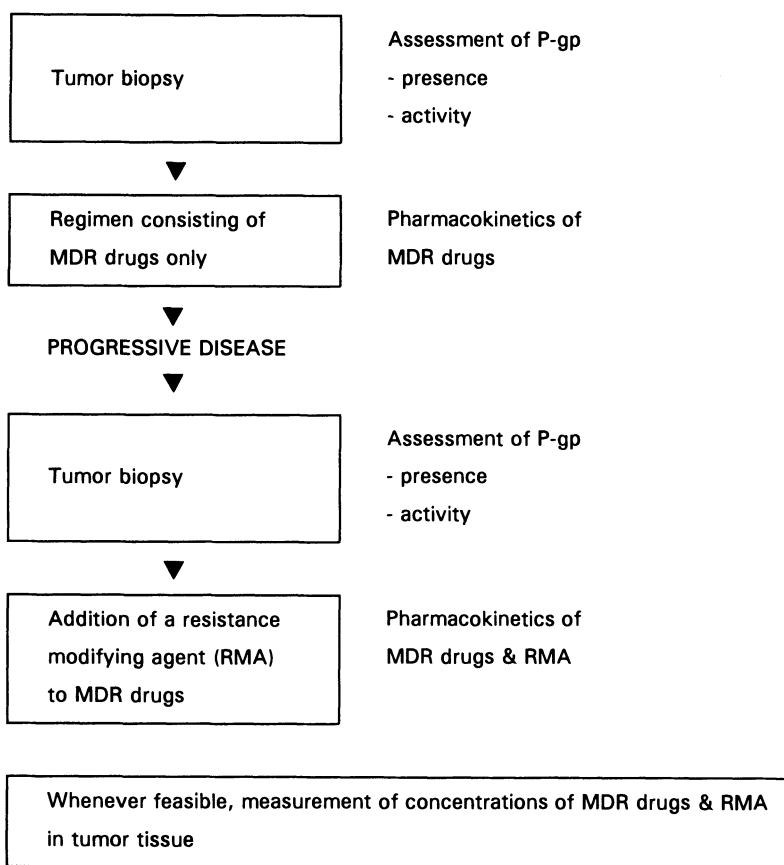 Tumor biopsy
Assessment of P-gp
- presence
- activity
Regimen consisting of
MDR drugs only
Pharmacokinetics of
MDR drugs
PROGRESSIVE DISEASE
Tumor biopsy
Assessment of P-gp
- presence
- activity
Addition of a resistance
modifying agent (RMA)
to MDR drugs
Pharmacokinetics of
MDR drugs & RMA
Whenever feasible, measurement of concentrations of MDR drugs & RMA
in tumor tissue